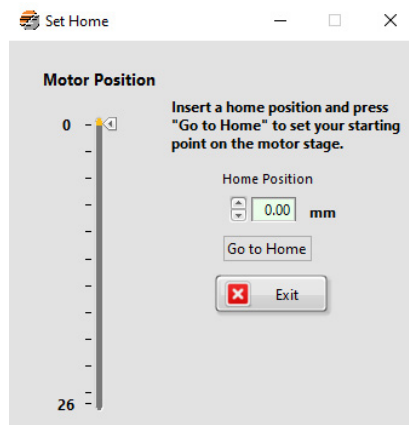 Set Home
Motor Position
0
26
Insert a home position and press
"Go to Home" to set your starting
point on the motor stage.
Home Position
0.00 mm
Go to Home
Exit